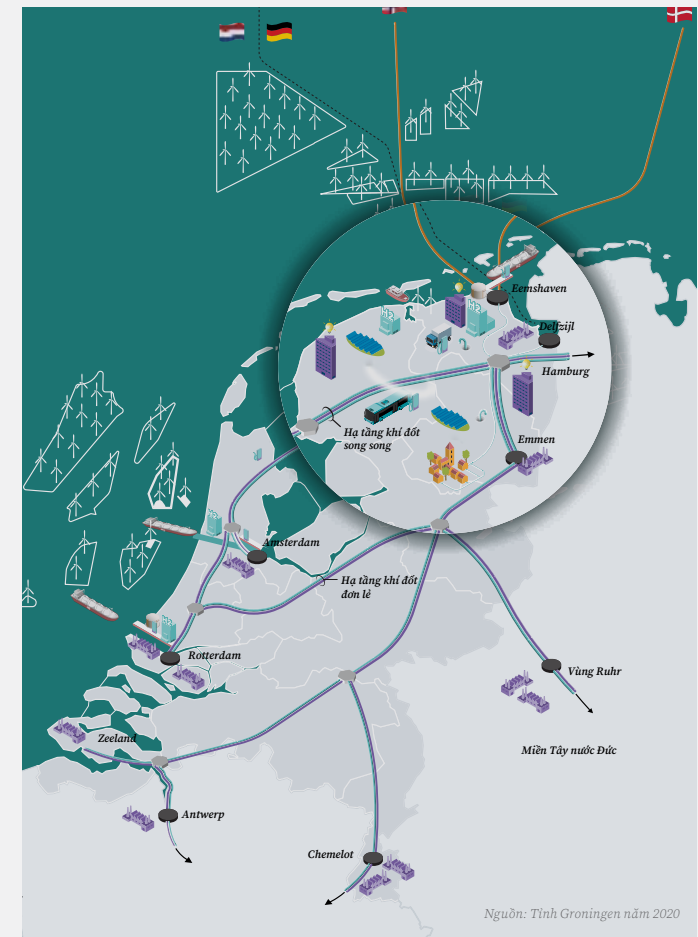 Eemshaven
Delfzijl
Hamburg
Hạ tầng khí đốt
song song
Emmen
Amsterdam
Hạ tầng khí đốt
đơn lẻ
Rotterdam
Vùng Ruhr
Zeeland
Miền Tây nước Đức
Antwerp
Chemelot
Nguồn: Tỉnh Groningen năm 2020